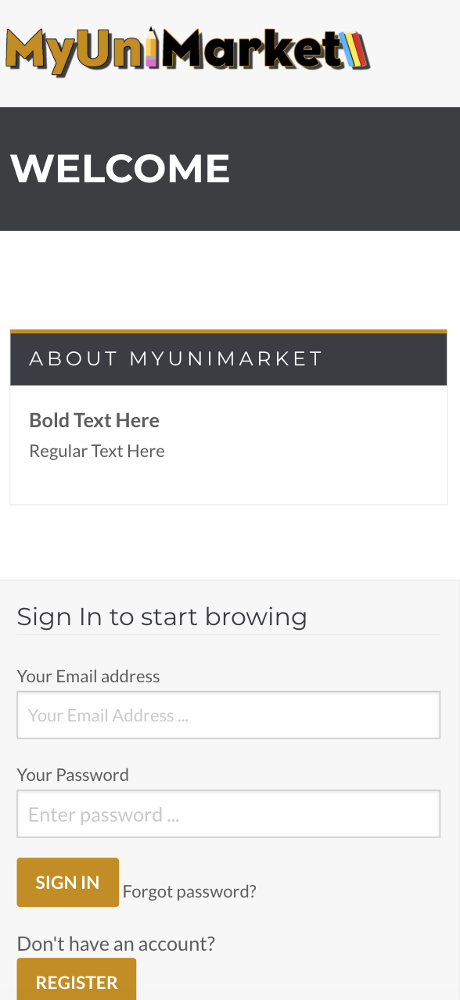 MyUniMarket
WELCOME
ABOUT MYUNIMARKET
Bold Text Here
Regular Text Here
Sign In to start browing
Your Email address
Your Email Address ...
Your Password
Enter password ...
SIGN IN Forgot password?
Don't have an account?
REGISTER